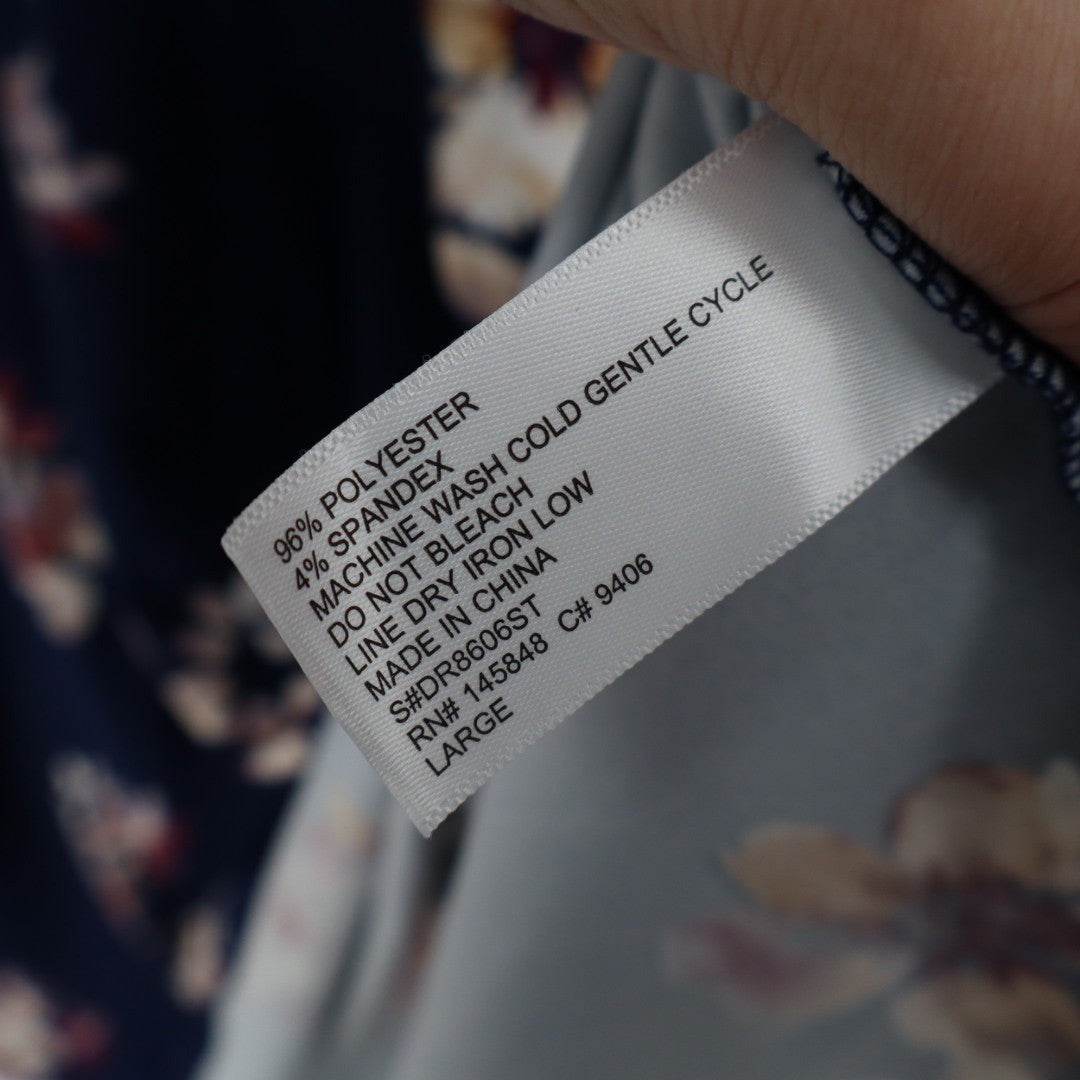 96% POLYESTER
4% SPANDEX
MACHINE WASH COLD GENTLE CYCLE
DO NOT BLEACH
LINE DRY IRON LOW
MADE IN CHINA
S#DR8606ST
RN# 145848 C# 9406
LARGE